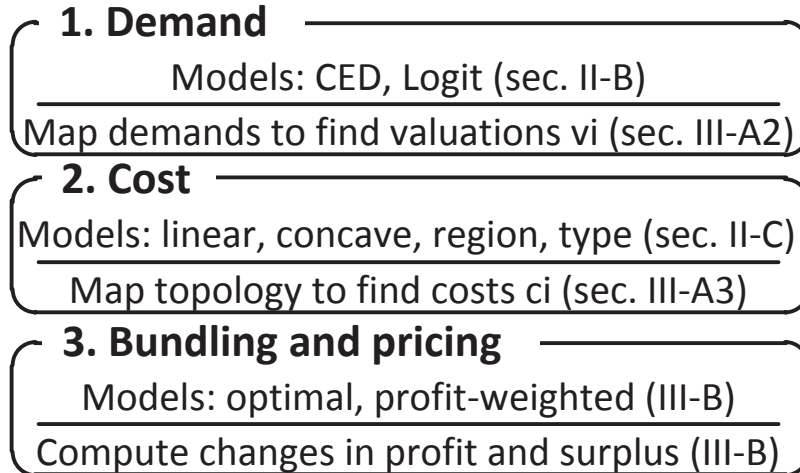 1. Demand
Models: CED, Logit (sec. II-B)
Map demands to find valuations vi (sec. III-A2)
2. Cost
Models: linear, concave, region, type (sec. II-C)
Map topology to find costs ci (sec. III-A3)
3. Bundling and pricing
Models: optimal, profit-weighted (III-B)
Compute changes in profit and surplus (III-B)